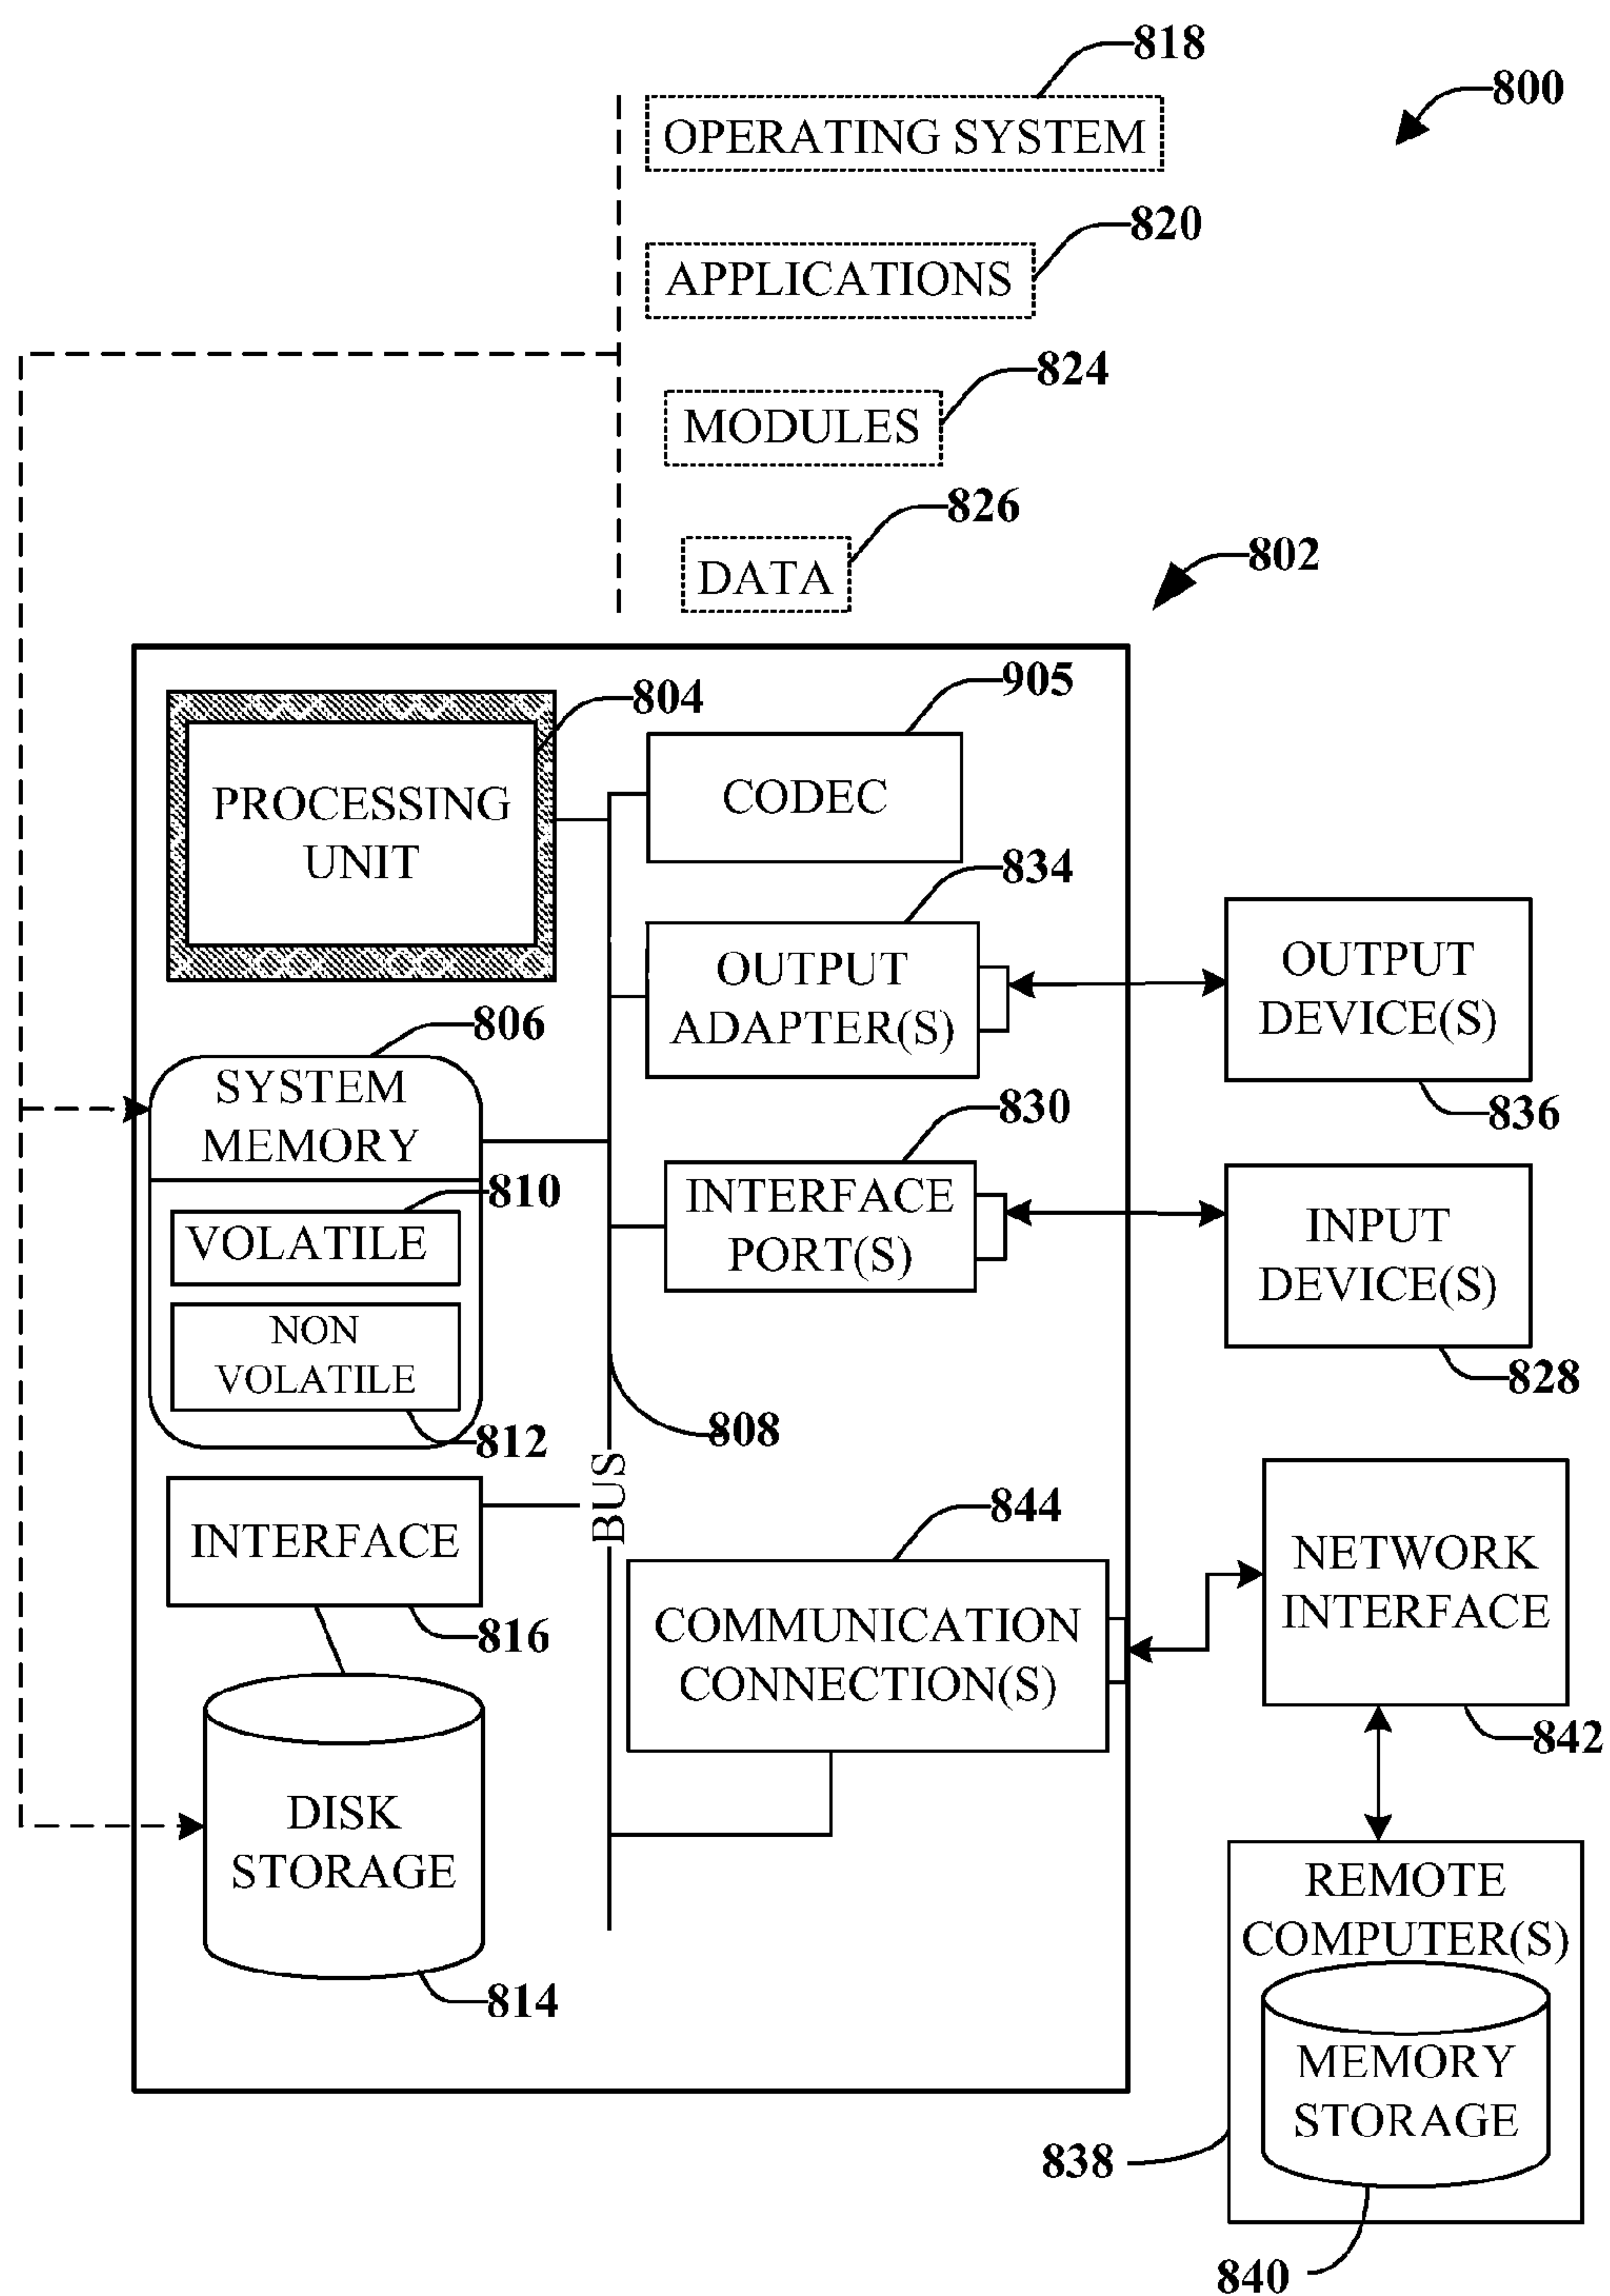 818
800
OPERATING SYSTEM
820
APPLICATIONS
824
MODULES
826
DATA
802
804
905
PROCESSING
UNIT
CODEC
834
OUTPUT
ADAPTER(S)
OUTPUT
DEVICE(S)
836
806
SYSTEM
MEMORY
830
810
VOLATILE
INTERFACE
PORT(S)
INPUT
DEVICE(S)
828
NON
VOLATILE
812
808
BUS
INTERFACE
816
844
COMMUNICATION
CONNECTION(S)
NETWORK
INTERFACE
842
DISK
STORAGE
814
REMOTE
COMPUTER(S)
MEMORY
STORAGE
838
840